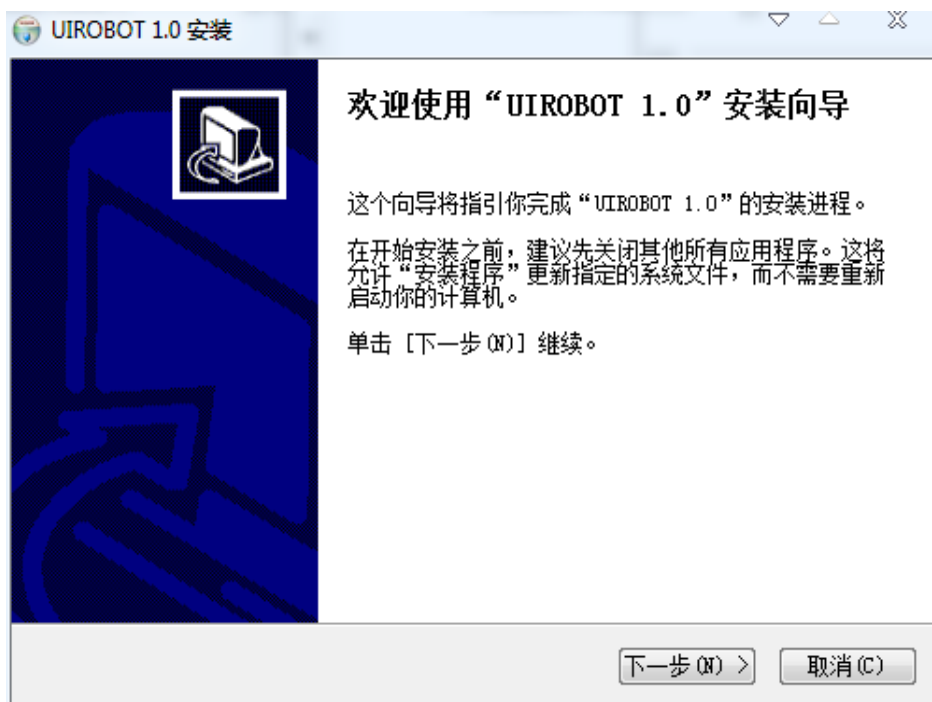 UIROBOT 1.0 安装
欢迎使用“UIROBOT 1.0”安装向导
这个向导将指引你完成“UIROBOT 1.0”的安装进程。
在开始安装之前，建议先关闭其他所有应用程序。这将
允许“安装程序”更新指定的系统文件，而不需要重新
启动你的计算机。
单击 [下一步(N)] 继续。
下一步(N) >
取消(C)